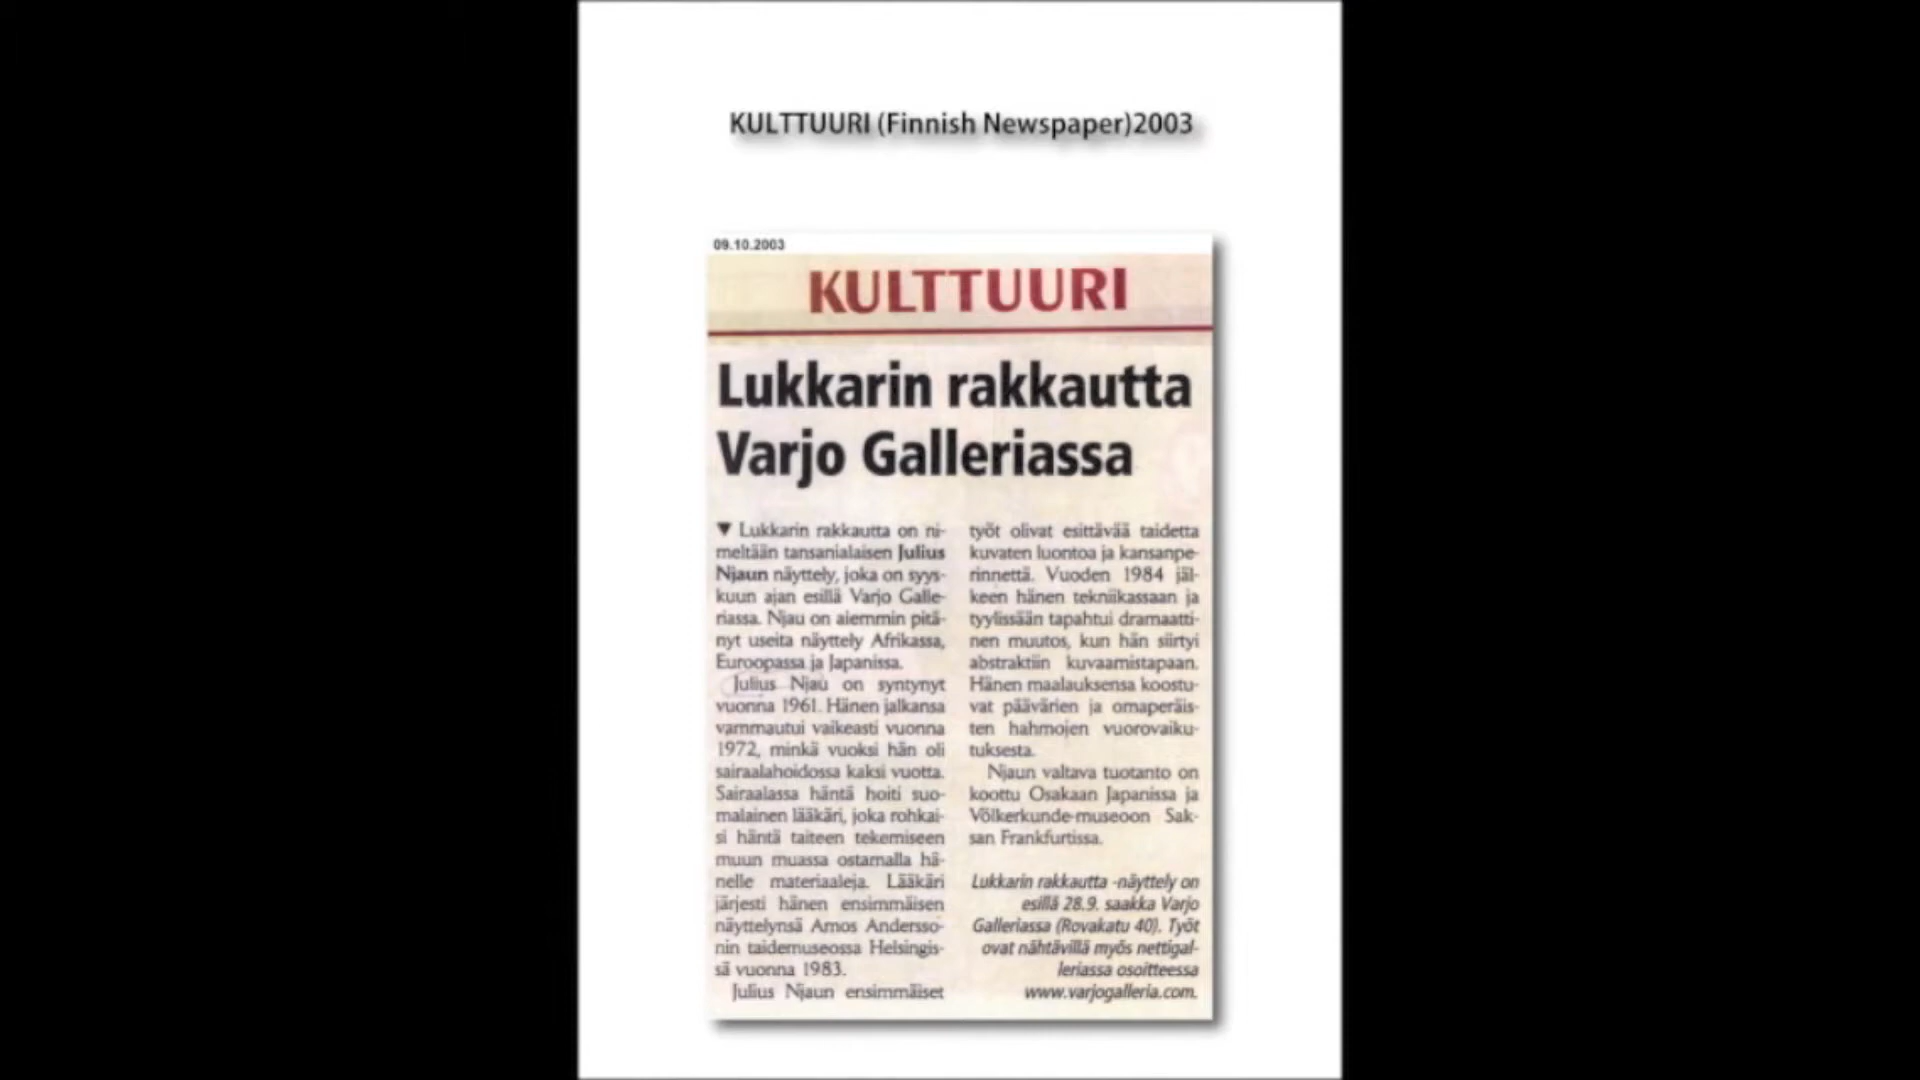 KULTTUURI (Finnish Newspaper)2003
09.10.2003
KULTTUURI
Lukkarin rakkautta
Varjo Galleriassa
▼ Lukkarin rakkautta on ni-
meltään tansanialaisen Julius
Njaun näyttely, joka on syys-
kuun ajan esillä Varjo Galle-
riassa. Njau on aiemmin pitä-
nyt useita näyttely Afrikassa,
Euroopassa ja Japanissa.
Julius Njau on syntynyt
vuonna 1961. Hänen jalkansa
vammautui vaikeasti vuonna
1972, minkä vuoksi hän oli
sairaalahoidossa kaksi vuotta.
Sairaalassa häntä hoiti suo-
malainen lääkäri, joka rohkai-
si häntä taiteen tekemiseen
muun muassa ostamalla hä-
nelle materiaaleja. Lääkäri
järjesti hänen ensimmäisen
näyttelynsä Amos Andersso-
nin taidemuseossa Helsingis-
sä vuonna 1983.
Julius Njaun ensimmäiset
työt olivat esittävää taidetta
kuvaten luontoa ja kansanpe-
rinnettä. Vuoden 1984 jäl-
keen hänen tekniikassaan ja
tyylissään tapahtui dramaatti-
nen muutos, kun hän siirtyi
abstraktiin kuvaamistapaan.
Hänen maalauksensa koostu-
vat päävärien ja omaperäis-
ten hahmojen vuorovaiku-
tuksesta.
Njaun valtava tuotanto on
koottu Osakaan Japanissa ja
Völkerkunde-museoon Sak-
san Frankfurtissa.
Lukkarin rakkautta -näyttely on
esillä 28.9. saakka Varjo
Galleriassa (Rovakatu 40). Työt
ovat nähtävillä myös nettigal-
leriassa osoitteessa
www.varjogalleria.com.